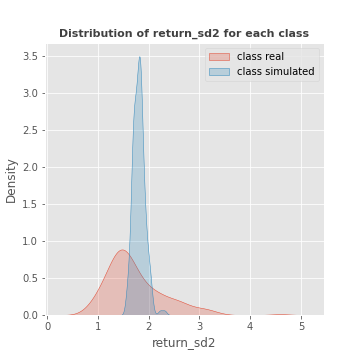 Distribution of return_sd2 for each class
class real
class simulated
3.5
3.0
2.5
2.0
1.5
1.0
0.5
0.0
Density
0 1 2 3 4 5
return_sd2